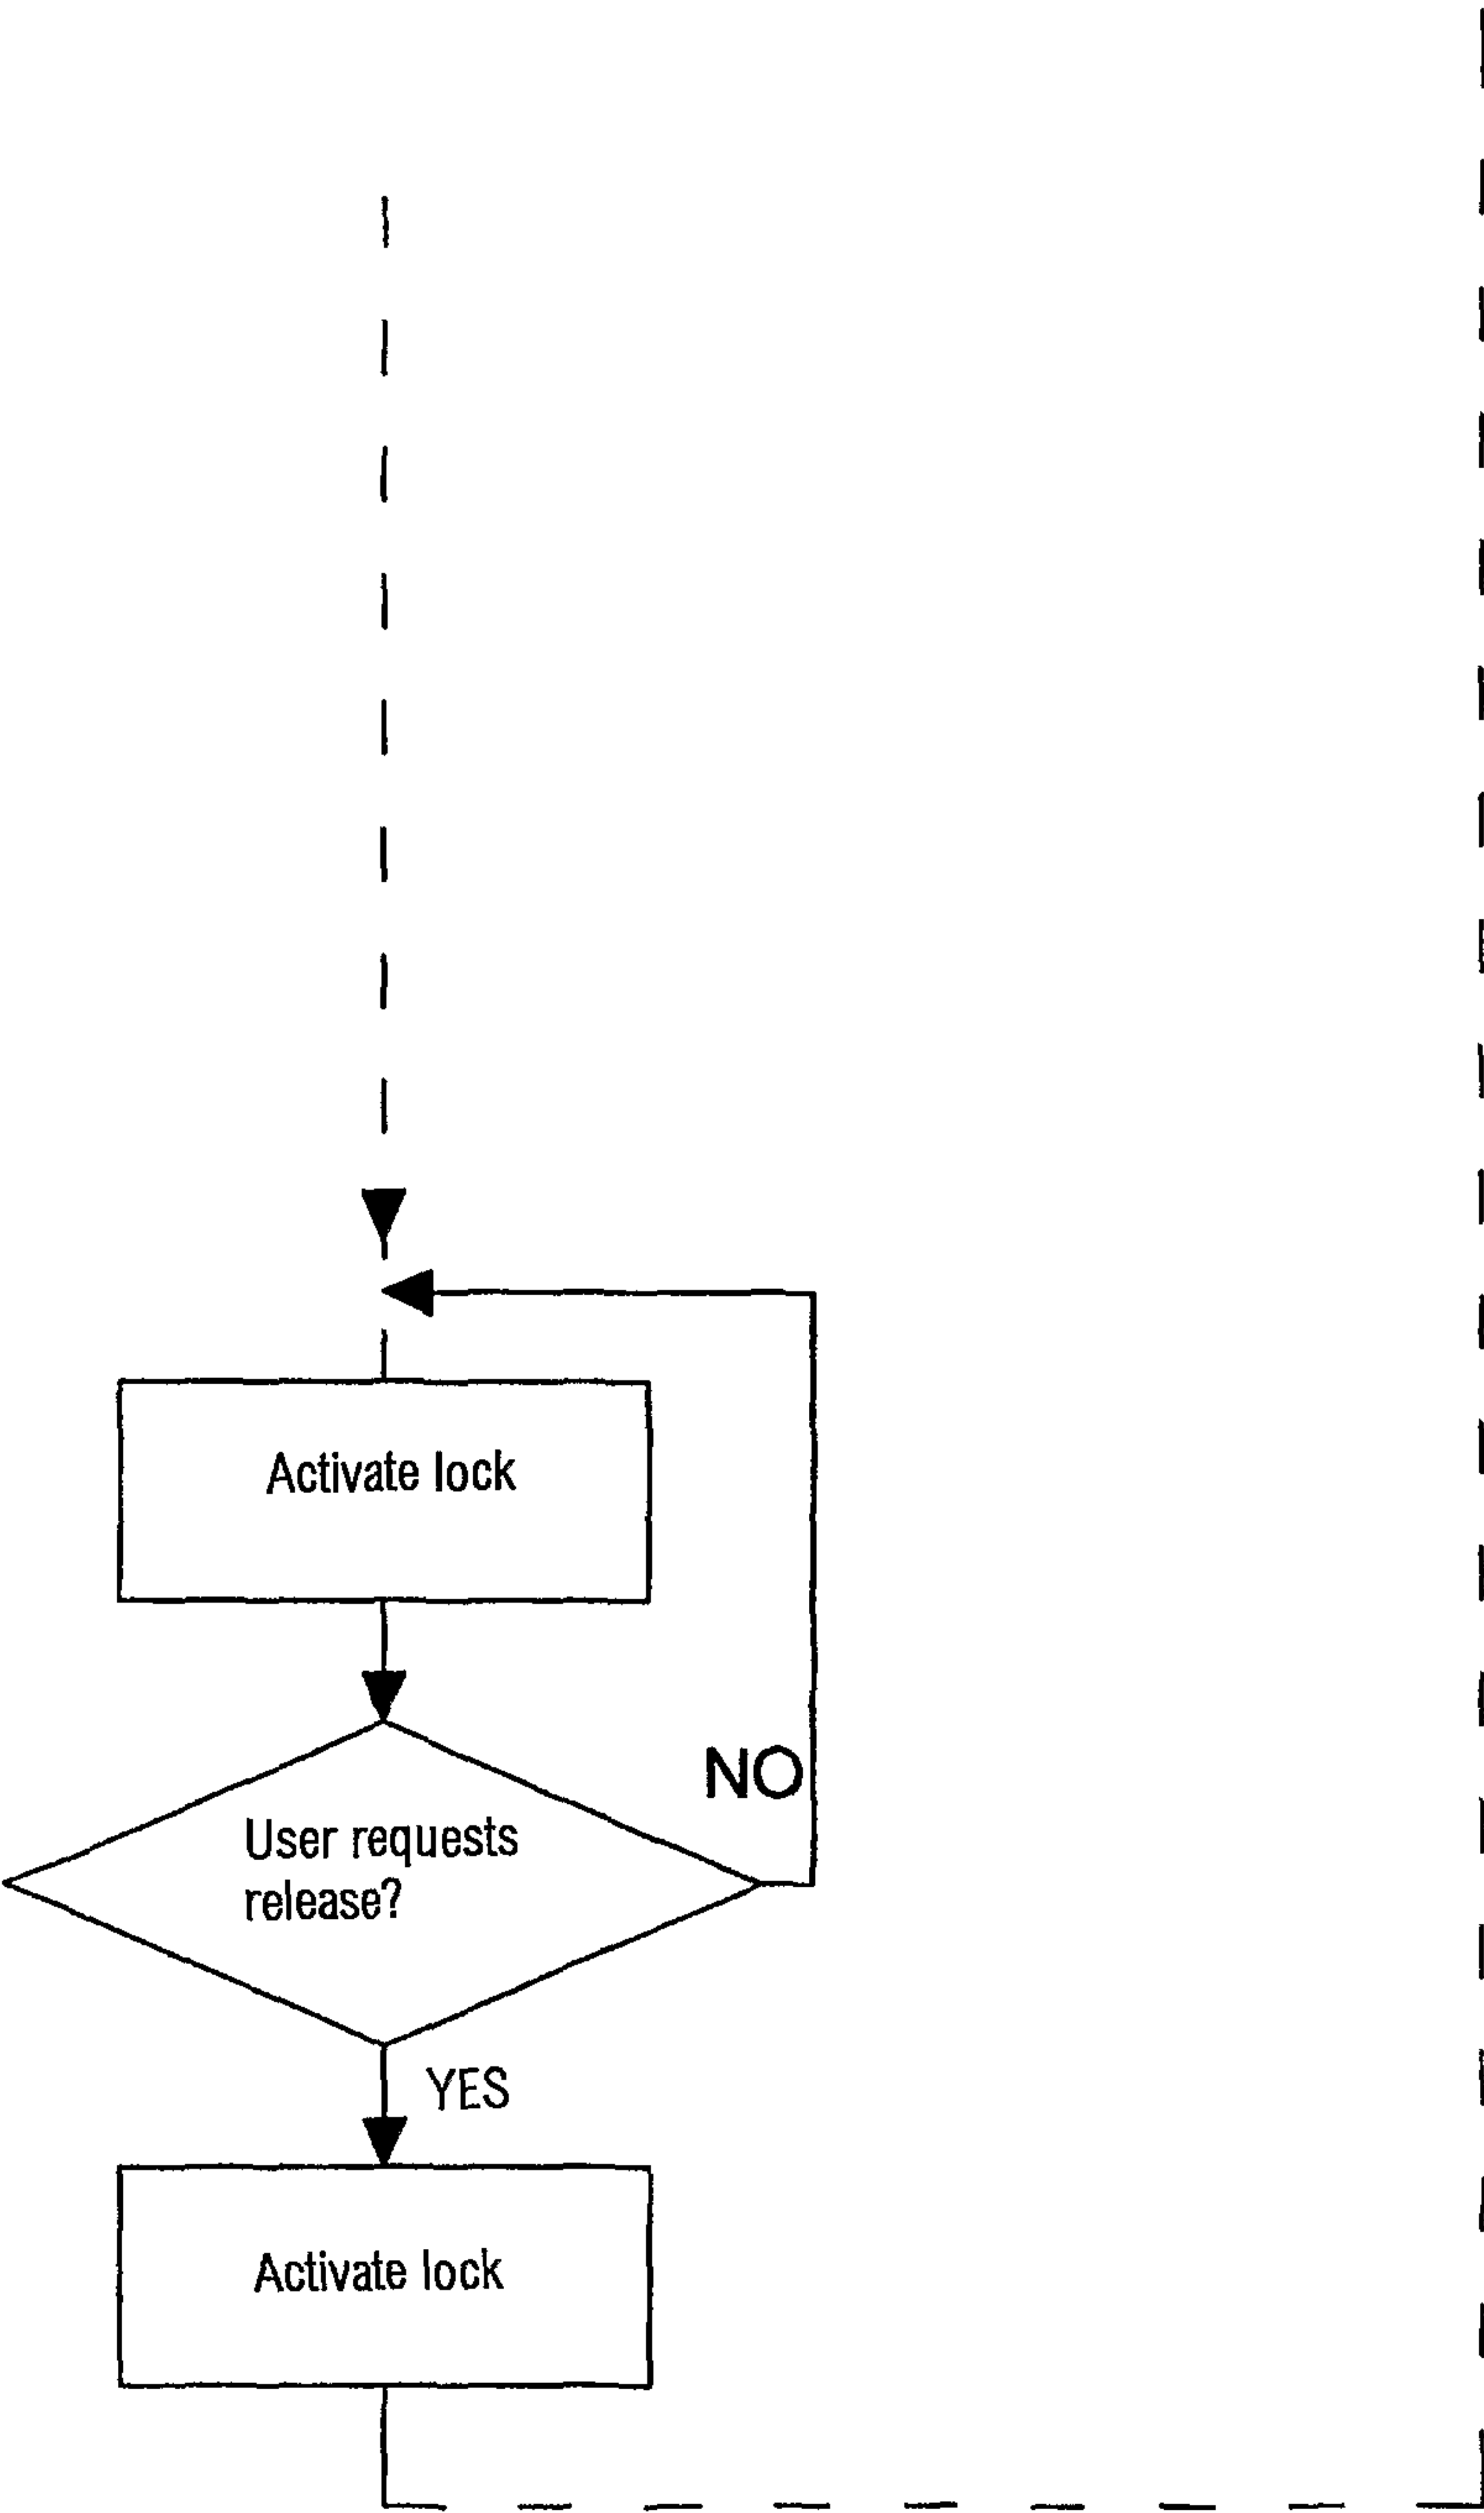 Activate lock
NO
User requests
release?
YES
Activate lock